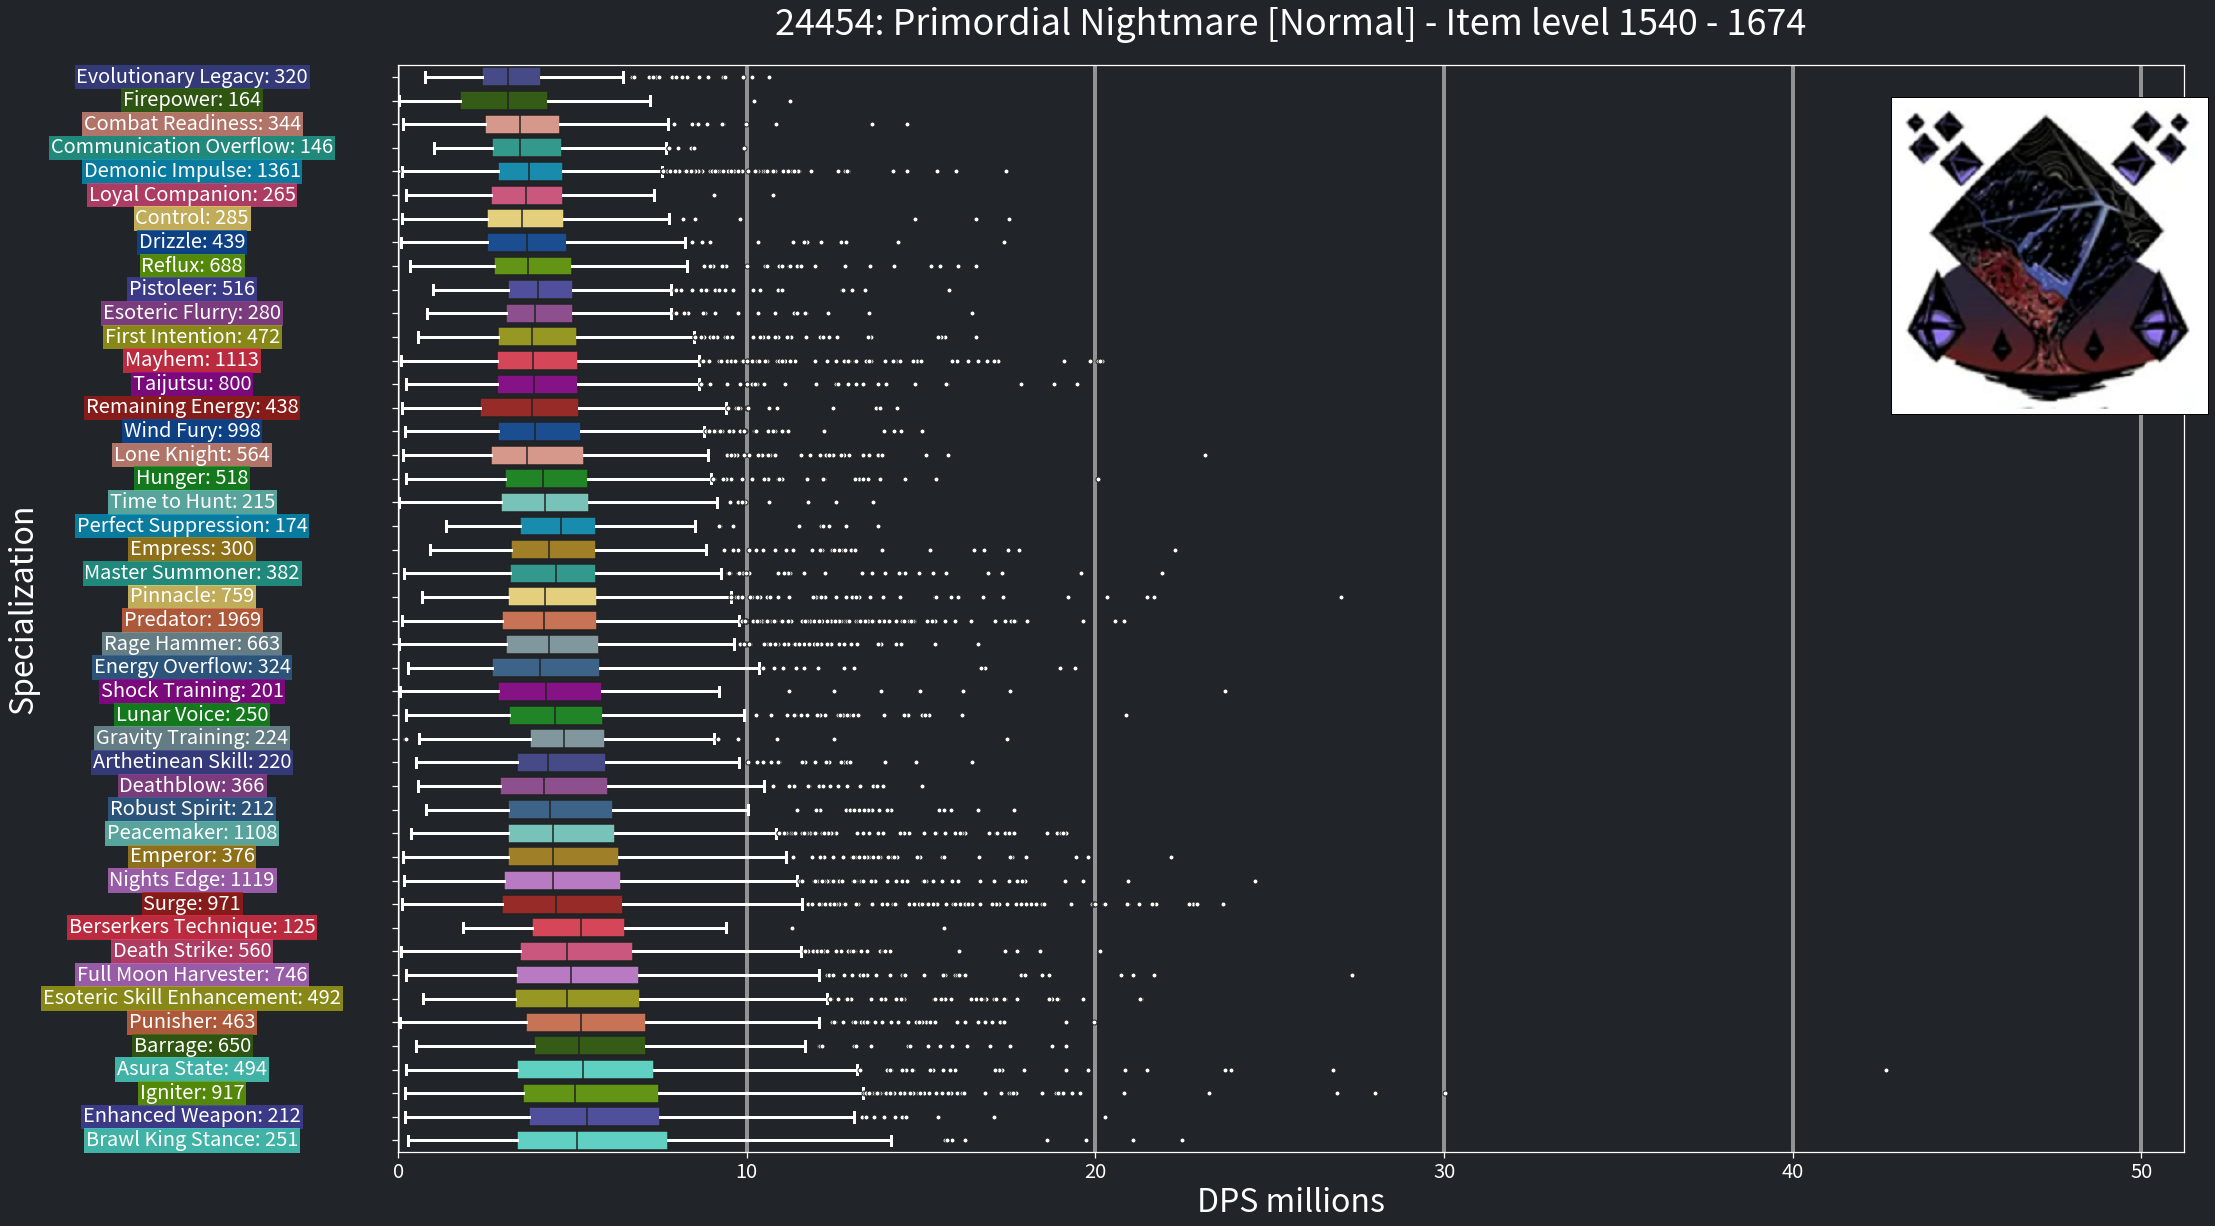 24454: Primordial Nightmare [Normal] - Item level 1540 - 1674
Evolutionary Legacy: 320
Firepower: 164
Combat Readiness: 344
Communication Overflow: 146
Demonic Impulse: 1361
Loyal Companion: 265
Control: 285
Drizzle: 439
Reflux: 688
Pistoleer: 516
Esoteric Flurry: 280
First Intention: 472
Mayhem: 1113
Taijutsu: 800
Remaining Energy: 438
Wind Fury: 998
Lone Knight: 564
Hunger: 518
Time to Hunt: 215
Perfect Suppression: 174
Empress: 300
Master Summoner: 382
Pinnacle: 759
Predator: 1969
Rage Hammer: 663
Energy Overflow: 324
Shock Training: 201
Lunar Voice: 250
Gravity Training: 224
Arthetinean Skill: 220
Deathblow: 366
Robust Spirit: 212
Peacemaker: 1108
Emperor: 376
Nights Edge: 1119
Surge: 971
Berserkers Technique: 125
Death Strike: 560
Full Moon Harvester: 746
Esoteric Skill Enhancement: 492
Punisher: 463
Barrage: 650
Asura State: 494
Igniter: 917
Enhanced Weapon: 212
Brawl King Stance: 251
Specialization
0 10 20 30 40 50
DPS millions